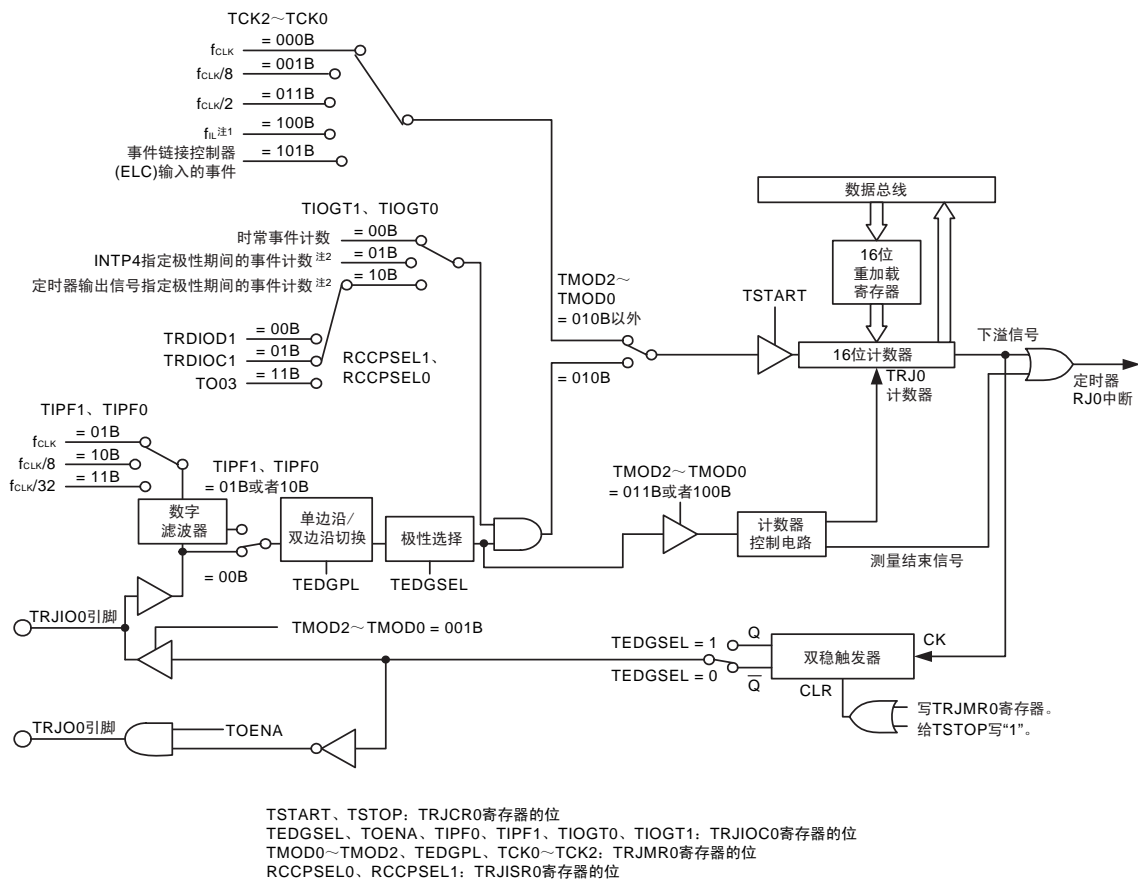 TCK2～TCK0
fCLK = 000B
fCLK/8 = 001B
fCLK/2 = 011B
fIL注1 = 100B
事件链接控制器 = 101B
(ELC)输入的事件
数据总线
16位
重加载
寄存器
TIOGT1、TIOGT0
时常事件计数 = 00B
INTP4指定极性期间的事件计数注2 = 01B
定时器输出信号指定极性期间的事件计数注2 = 10B
TRDIOD1 = 00B
TRDIOC1 = 01B
TO03 = 11B
RCCPSEL1、
RCCPSEL0
TMOD2～
TMOD0
= 010B以外
= 010B
TSTART
16位计数器
TRJ0
计数器
下溢信号
定时器
RJ0中断
TIPF1、TIPF0
fCLK = 01B
fCLK/8 = 10B
fCLK/32 = 11B
数字
滤波器
TIPF1、TIPF0
= 01B或者10B
= 00B
单边沿/
双边沿切换
TEDGPL
极性选择
TEDGSEL
TMOD2～TMOD0
= 011B或者100B
计数器
控制电路
测量结束信号
TRJIO0引脚
TMOD2～TMOD0 = 001B
TEDGSEL = 1
TEDGSEL = 0
Q
Q
双稳触发器
CK
CLR
写TRJMR0寄存器。
给TSTOP写“1”。
TRJO0引脚
TOENA
TSTART、TSTOP：TRJCR0寄存器的位
TEDGSEL、TOENA、TIPF0、TIPF1、TIOGT0、TIOGT1：TRJIOC0寄存器的位
TMOD0～TMOD2、TEDGPL、TCK0～TCK2：TRJMR0寄存器的位
RCCPSEL0、RCCPSEL1：TRJISR0寄存器的位